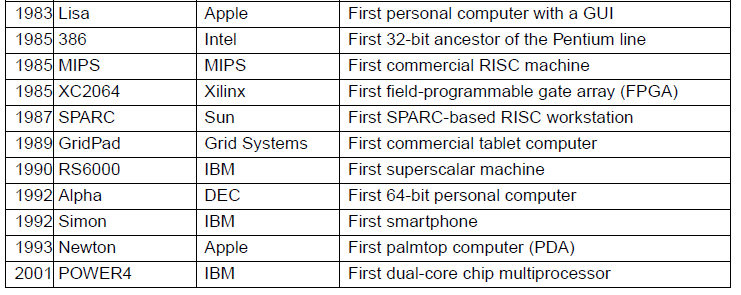 1983 Lisa Apple First personal computer with a GUI
1985 386 Intel First 32-bit ancestor of the Pentium line
1985 MIPS MIPS First commercial RISC machine
1985 XC2064 Xilinx First field-programmable gate array (FPGA)
1987 SPARC Sun First SPARC-based RISC workstation
1989 GridPad Grid Systems First commercial tablet computer
1990 RS6000 IBM First superscalar machine
1992 Alpha DEC First 64-bit personal computer
1992 Simon IBM First smartphone
1993 Newton Apple First palmtop computer (PDA)
2001 POWER4 IBM First dual-core chip multiprocessor